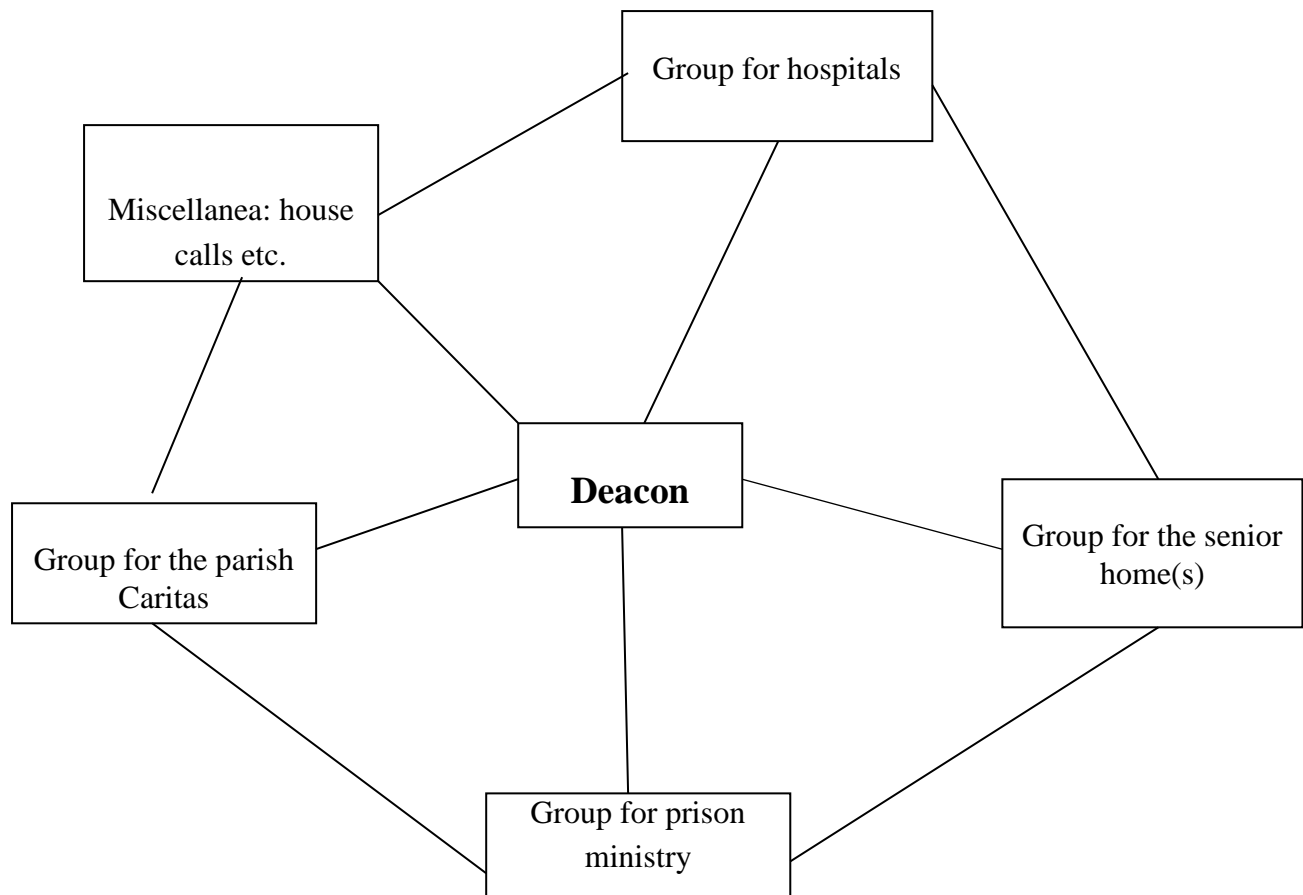 Group for hospitals
Miscellanea: house
calls etc.
Deacon
Group for the parish
Caritas
Group for the senior
home(s)
Group for prison
ministry